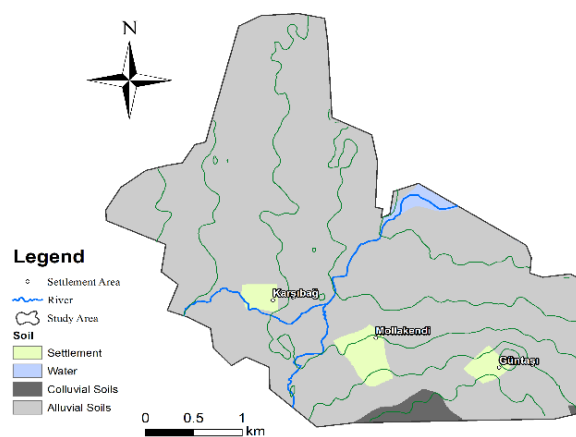 N
Karşıbağ
Mollakendi
Güntaşı
Legend
Settlement Area
River
Study Area
Soil
Settlement
Water
Colluvial Soils
Alluvial Soils
0 0.5 1
km